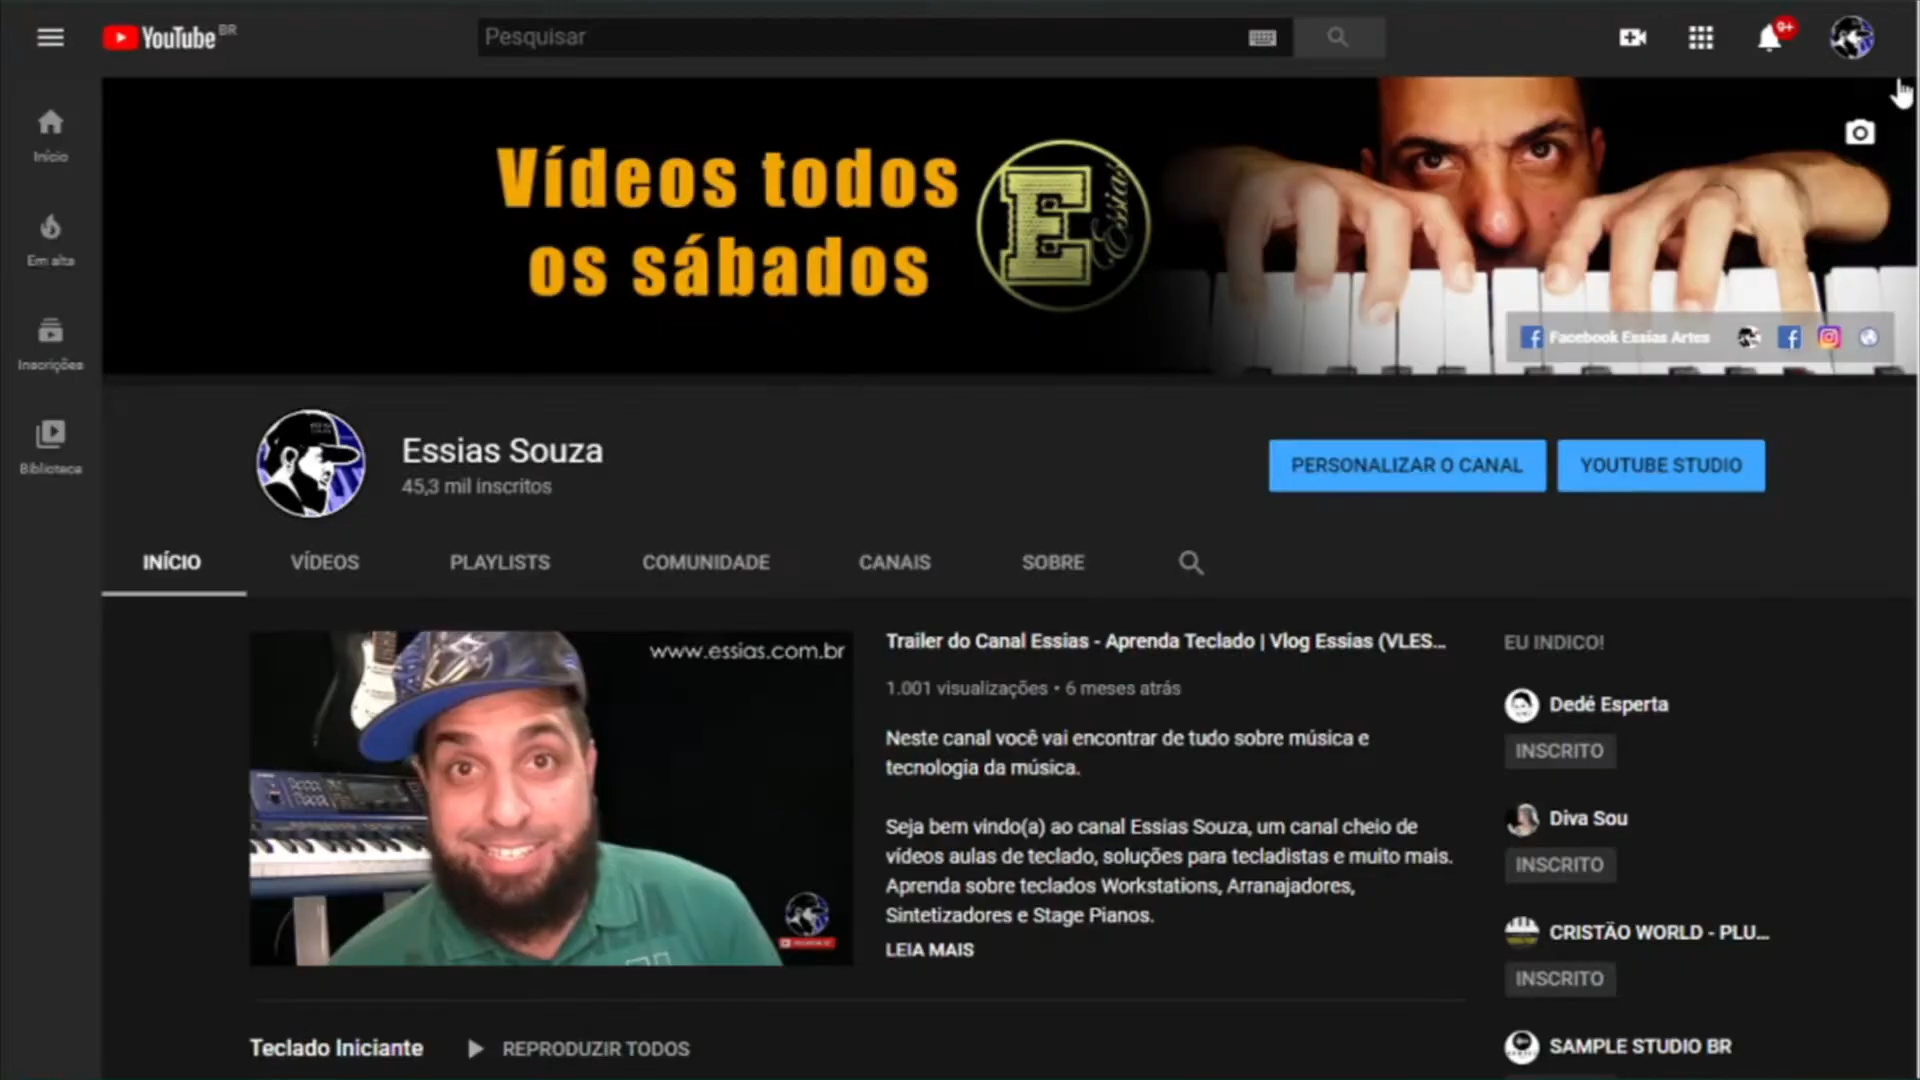 YouTube BR
Pesquisar
9+
Início
Em alta
Inscrições
Biblioteca
Vídeos todos
os sábados
E
Essias
Facebook Essias Artes
Essias Souza
45,3 mil inscritos
PERSONALIZAR O CANAL
YOUTUBE STUDIO
INÍCIO
VÍDEOS
PLAYLISTS
COMUNIDADE
CANAIS
SOBRE
www.essias.com.br
Trailer do Canal Essias - Aprenda Teclado | Vlog Essias (VLES...
1.001 visualizações • 6 meses atrás
Neste canal você vai encontrar de tudo sobre música e
tecnologia da música.
Seja bem vindo(a) ao canal Essias Souza, um canal cheio de
vídeos aulas de teclado, soluções para tecladistas e muito mais.
Aprenda sobre teclados Workstations, Arranajadores,
Sintetizadores e Stage Pianos.
LEIA MAIS
EU INDICO!
Dedé Esperta
INSCRITO
Diva Sou
INSCRITO
CRISTÃO WORLD - PLU...
INSCRITO
SAMPLE STUDIO BR
Teclado Iniciante
REPRODUZIR TODOS